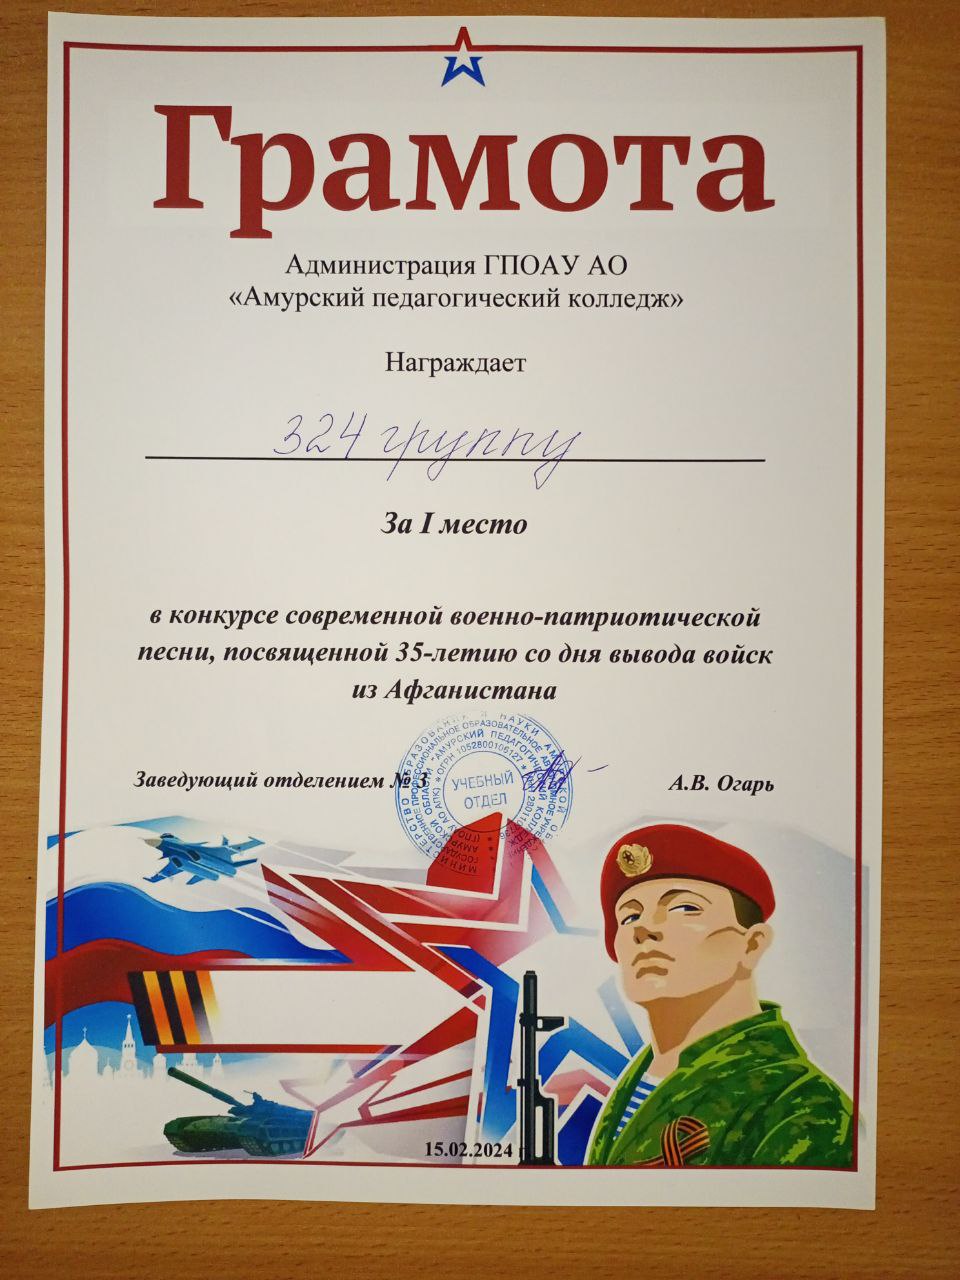 Грамота
Администрация ГПОАУ АО
«Амурский педагогический колледж»
Награждает
324 группу
За I место
в конкурсе современной военно-патриотической
песни, посвященной 35-летию со дня вывода войск
из Афганистана
Заведующий отделением № 3
А.В. Огарь
УЧЕБНЫЙ
ОТДЕЛ
15.02.2024 г